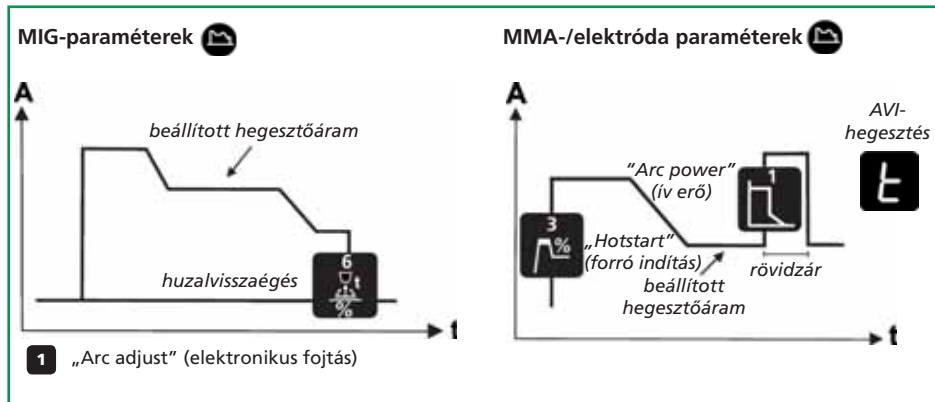 MIG-paraméterek
A
beállított hegesztőáram
huzalvisszaégés
6
t
%
t
1 „Arc adjust” (elektronikus fojtás)
MMA-/elektróda paraméterek
A
AVI-
hegesztés
t
”Arc power”
(ív erő)
1
3
%
„Hotstart”
(forró indítás)
beállított
hegesztőáram
rövidzár
t